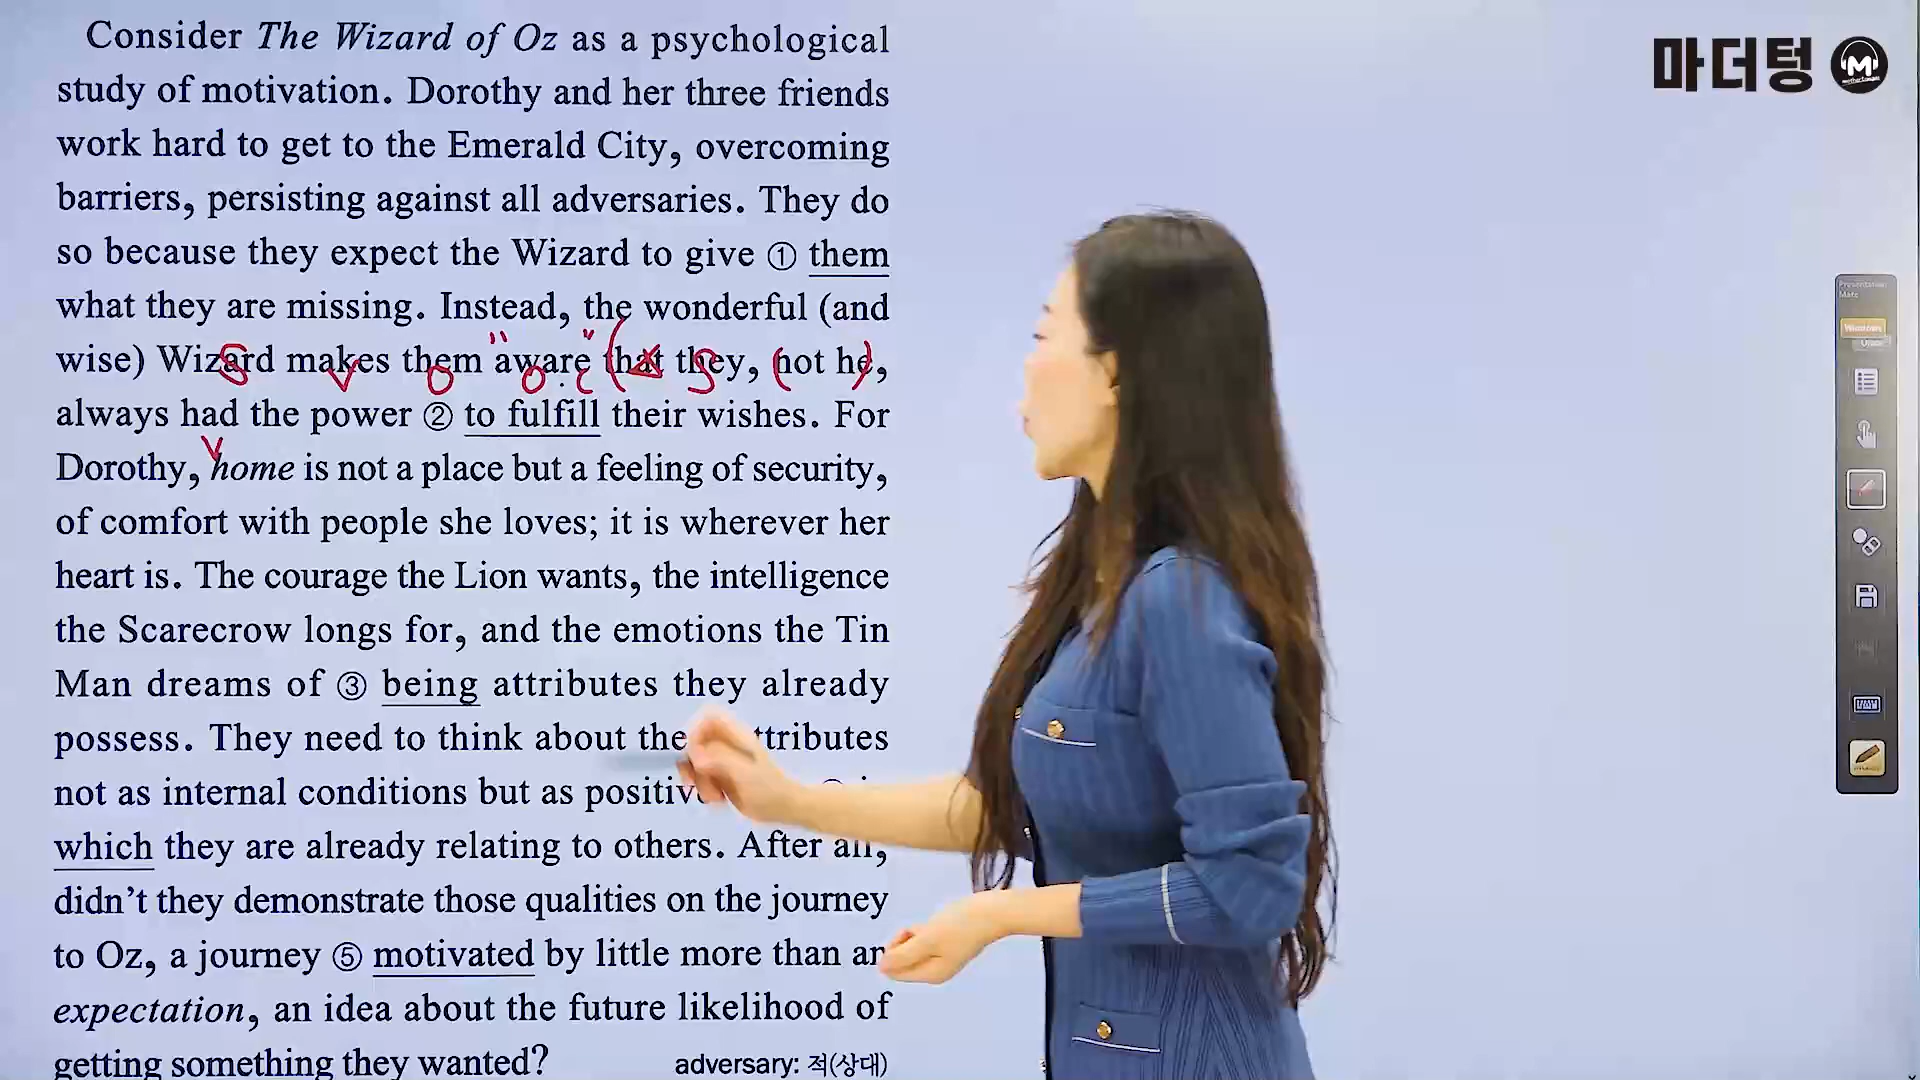 Consider The Wizard of Oz as a psychological
study of motivation. Dorothy and her three friends
work hard to get to the Emerald City, overcoming
barriers, persisting against all adversaries. They do
so because they expect the Wizard to give ① them
what they are missing. Instead, the wonderful (and
wise) Wizard makes them aware that they, not he,
S V O O.C S
always had the power ② to fulfill their wishes. For
V
Dorothy, home is not a place but a feeling of security,
of comfort with people she loves; it is wherever her
heart is. The courage the Lion wants, the intelligence
the Scarecrow longs for, and the emotions the Tin
Man dreams of ③ being attributes they already
possess. They need to think about
not as internal conditions but as
which they are already relating to others. After all,
didn't they demonstrate those qualities on the journey
to Oz, a journey ⑤ motivated by little more than an
expectation, an idea about the future likelihood of
getting something they wanted?
adversary: 적(상대)
마더텅
M